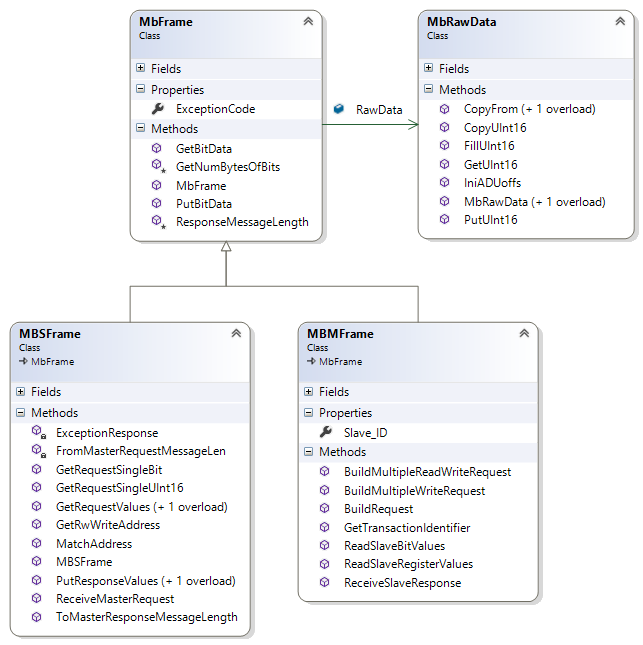 MbFrame
Class
Fields
Properties
ExceptionCode
Methods
GetBitData
GetNumBytesOfBits
MbFrame
PutBitData
ResponseMessageLength
RawData
MbRawData
Class
Fields
Methods
CopyFrom (+ 1 overload)
CopyUInt16
FillUInt16
GetUInt16
IniADUoffs
MbRawData (+ 1 overload)
PutUInt16
MBSFrame
Class
MbFrame
Fields
Methods
ExceptionResponse
FromMasterRequestMessageLen
GetRequestSingleBit
GetRequestSingleUInt16
GetRequestValues (+ 1 overload)
GetRwWriteAddress
MatchAddress
MBSFrame
PutResponseValues (+ 1 overload)
ReceiveMasterRequest
ToMasterResponseMessageLength
MBMFrame
Class
MbFrame
Fields
Properties
Slave_ID
Methods
BuildMultipleReadWriteRequest
BuildMultipleWriteRequest
BuildRequest
GetTransactionIdentifier
ReadSlaveBitValues
ReadSlaveRegisterValues
ReceiveSlaveResponse